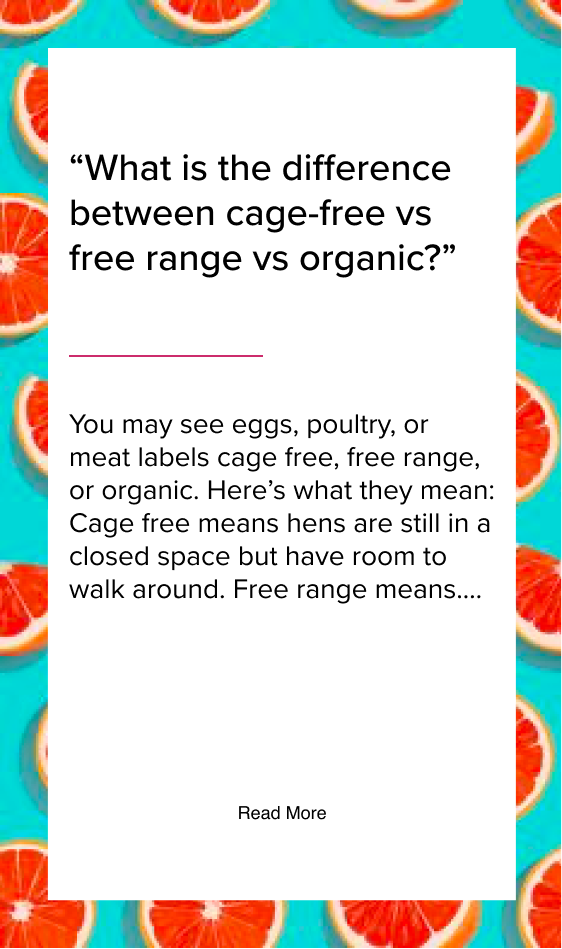 “What is the difference
between cage-free vs
free range vs organic?”
You may see eggs, poultry, or
meat labels cage free, free range,
or organic. Here’s what they mean:
Cage free means hens are still in a
closed space but have room to
walk around. Free range means....
Read More